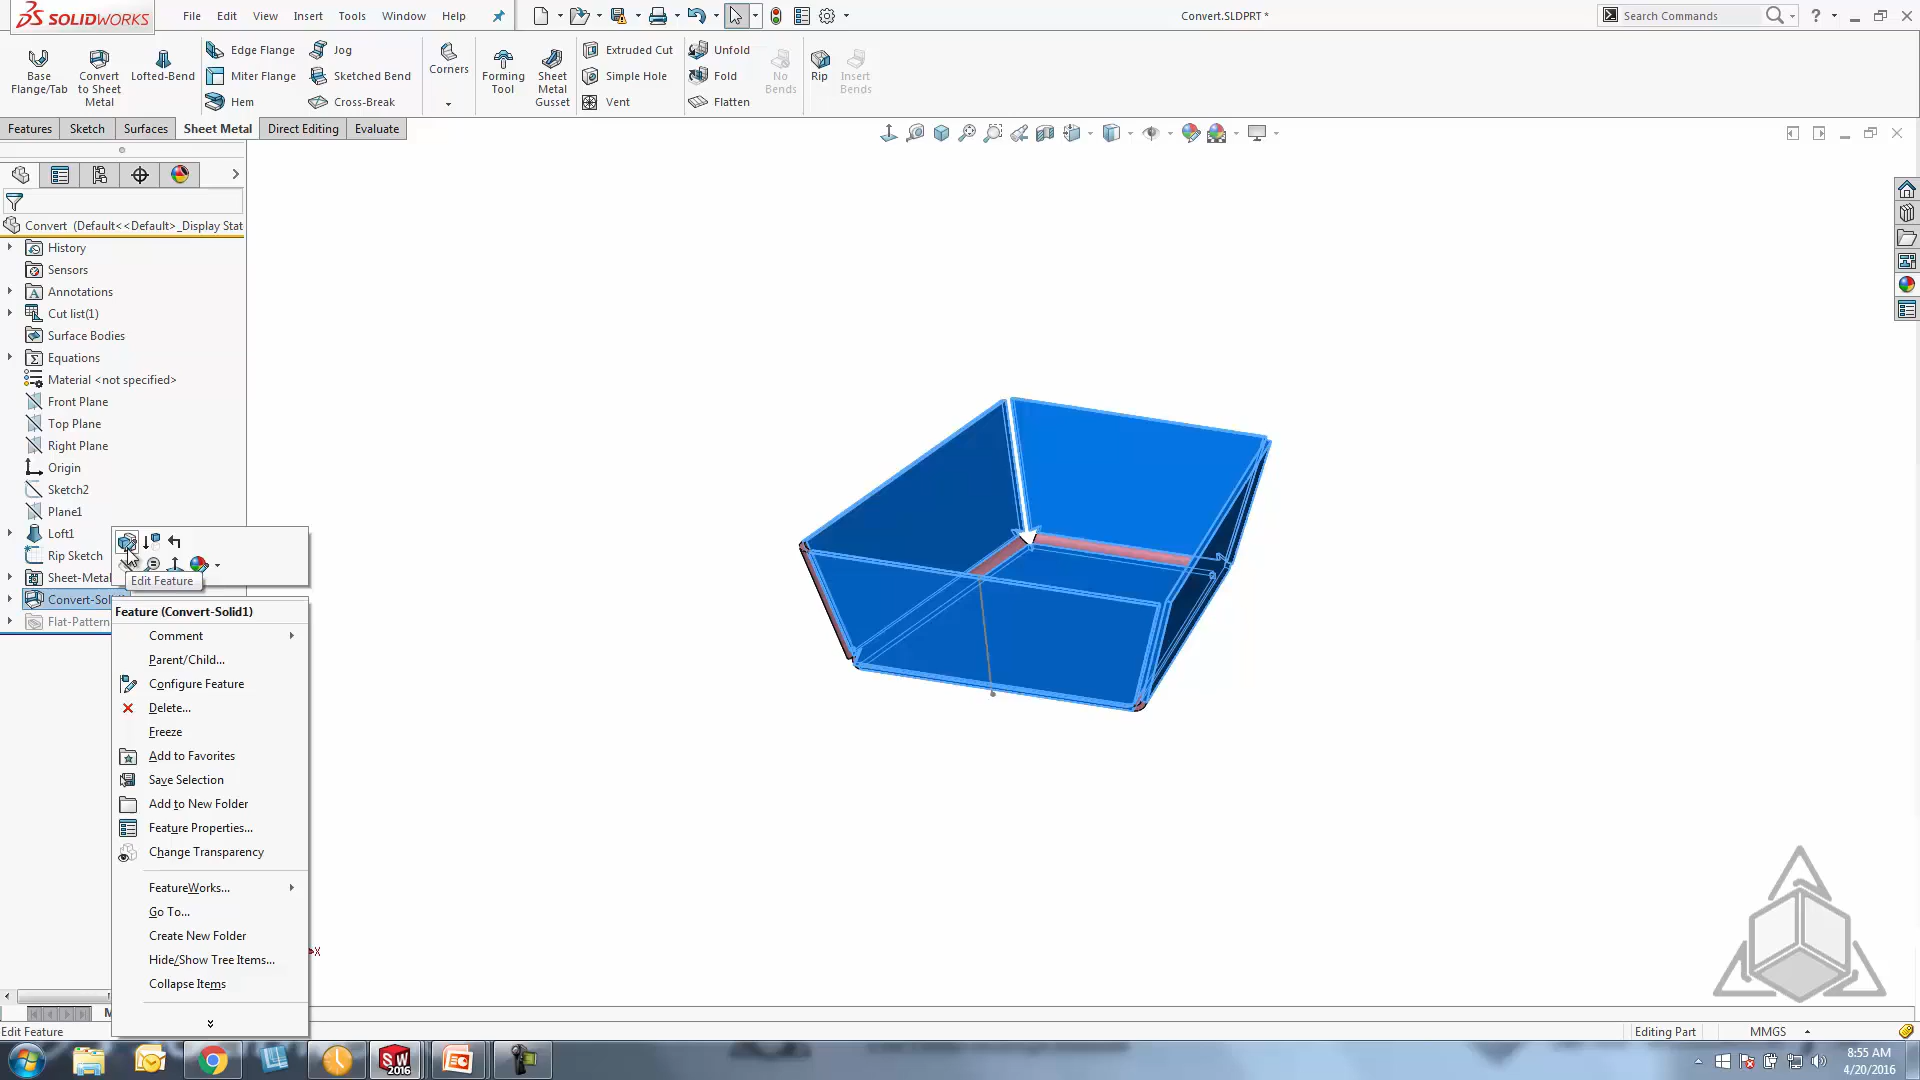 SOLIDWORKS
File Edit View Insert Tools Window Help
Convert.SLDPRT *
Search Commands
Base Flange/Tab
Convert to Sheet Metal
Lofted-Bend
Edge Flange
Miter Flange
Hem
Jog
Sketched Bend
Cross-Break
Corners
Forming Tool
Sheet Metal Gusset
Extruded Cut
Simple Hole
Vent
Unfold
Fold
Flatten
No Bends
Rip
Insert Bends
Features Sketch Surfaces Sheet Metal Direct Editing Evaluate
Convert (Default<<Default>_Display Stat
History
Sensors
Annotations
Cut list(1)
Surface Bodies
Equations
Material <not specified>
Front Plane
Top Plane
Right Plane
Origin
Sketch2
Plane1
Loft1
Rip Sketch
Sheet-Metal
Convert-Sol
Flat-Pattern
Edit Feature
Feature (Convert-Solid1)
Comment
Parent/Child...
Configure Feature
Delete...
Freeze
Add to Favorites
Save Selection
Add to New Folder
Feature Properties...
Change Transparency
FeatureWorks...
Go To...
Create New Folder
Hide/Show Tree Items...
Collapse Items
X
M
Edit Feature
Editing Part
MMGS
SW
2016
8:55 AM
4/20/2016